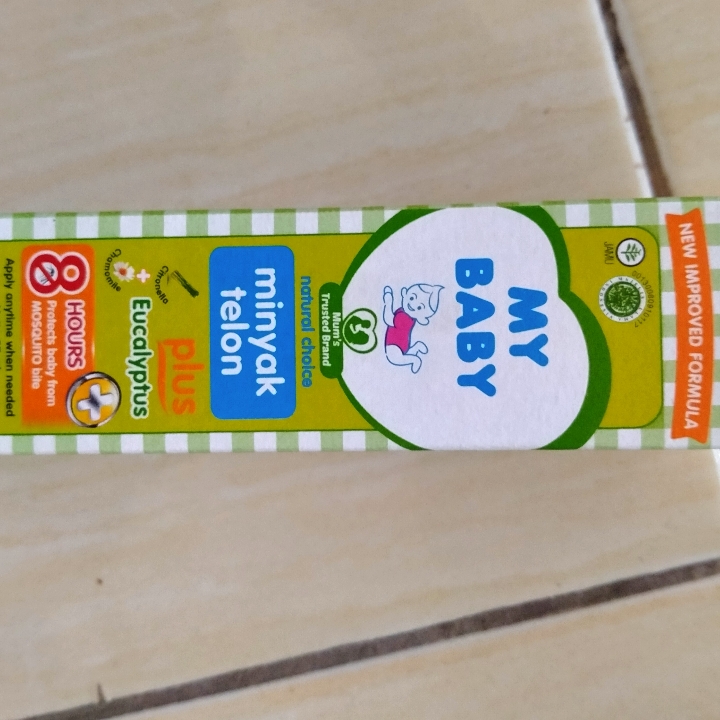 NEW IMPROVED FORMULA
JAMU
MY
BABY
Mum's
Trusted Brand
natural choice
minyak
telon
plus
+ Eucalyptus
Citronella
Chamomile
8 HOURS
Protects baby from
MOSQUITO bite
Apply anytime when needed